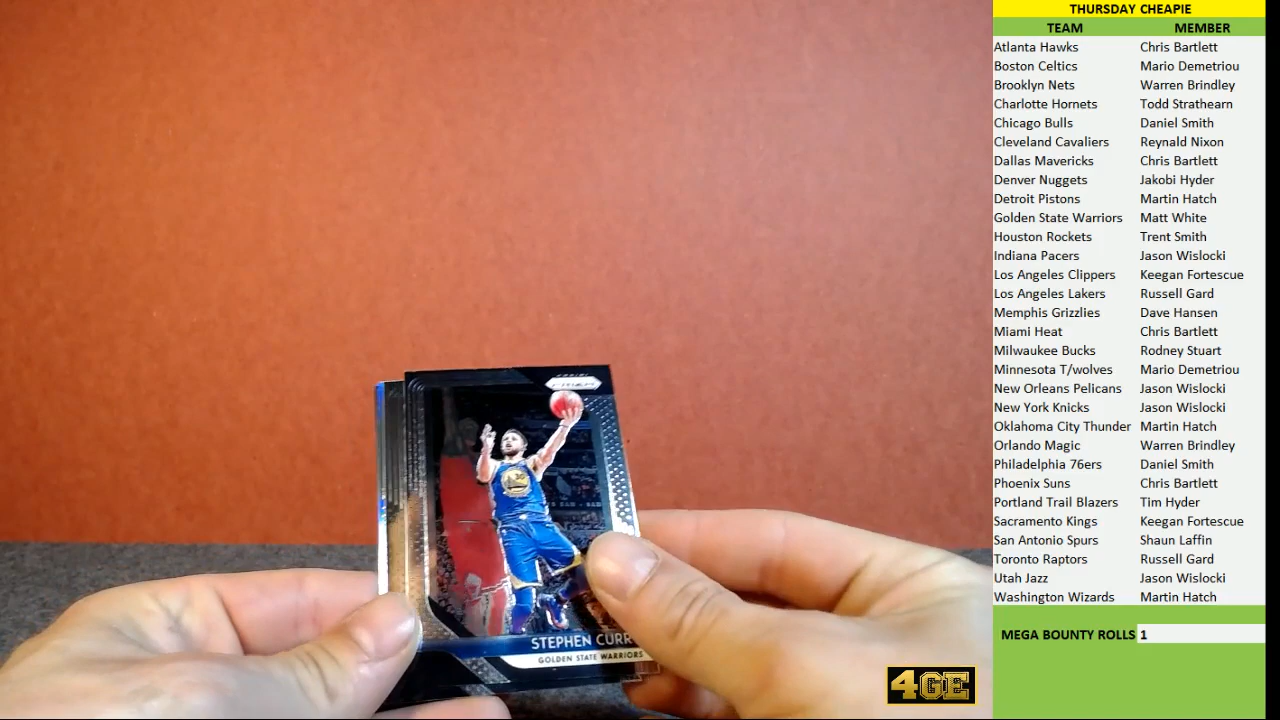 THURSDAY CHEAPIE
TEAM MEMBER
Atlanta Hawks Chris Bartlett
Boston Celtics Mario Demetriou
Brooklyn Nets Warren Brindley
Charlotte Hornets Todd Strathearn
Chicago Bulls Daniel Smith
Cleveland Cavaliers Reynald Nixon
Dallas Mavericks Chris Bartlett
Denver Nuggets Jakobi Hyder
Detroit Pistons Martin Hatch
Golden State Warriors Matt White
Houston Rockets Trent Smith
Indiana Pacers Jason Wislocki
Los Angeles Clippers Keegan Fortescue
Los Angeles Lakers Russell Gard
Memphis Grizzlies Dave Hansen
Miami Heat Chris Bartlett
Milwaukee Bucks Rodney Stuart
Minnesota T/wolves Mario Demetriou
New Orleans Pelicans Jason Wislocki
New York Knicks Jason Wislocki
Oklahoma City Thunder Martin Hatch
Orlando Magic Warren Brindley
Philadelphia 76ers Daniel Smith
Phoenix Suns Chris Bartlett
Portland Trail Blazers Tim Hyder
Sacramento Kings Keegan Fortescue
San Antonio Spurs Shaun Laffin
Toronto Raptors Russell Gard
Utah Jazz Jason Wislocki
Washington Wizards Martin Hatch
MEGA BOUNTY ROLLS 1
STEPHEN CURR
GOLDEN STATE WARRIORS
4GE